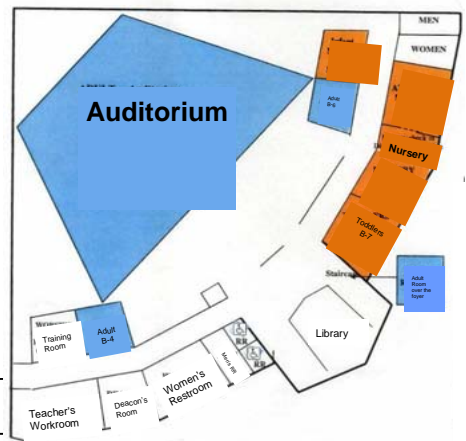 MEN
WOMEN
Auditorium
Adult
B-6
Nursery
Toddlers
B-7
Adult
Room
over the
foyer
Library
Training
Room
Adult
B-4
RR
RR
Men's RR
Women's
Restroom
Deacon's
Room
Teacher's
Workroom